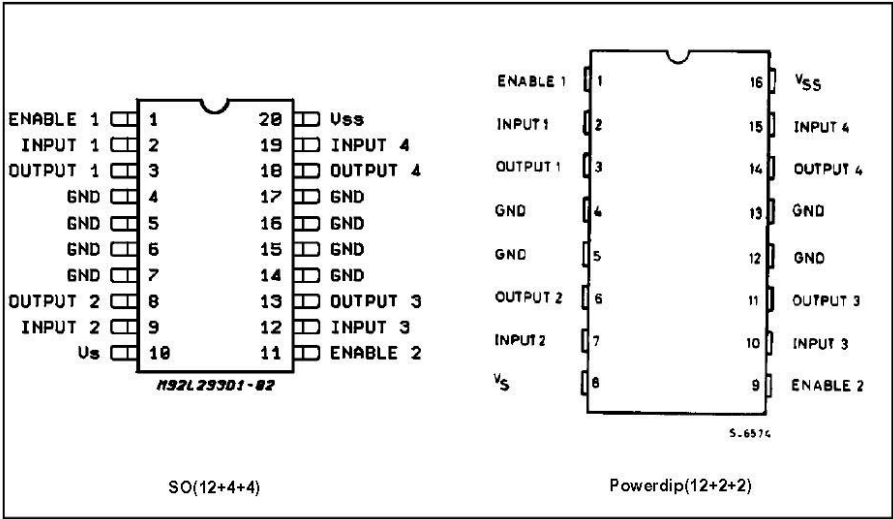 ENABLE 1 1 20 Vss
INPUT 1 2 19 INPUT 4
OUTPUT 1 3 18 OUTPUT 4
GND 4 17 GND
GND 5 16 GND
GND 6 15 GND
GND 7 14 GND
OUTPUT 2 8 13 OUTPUT 3
INPUT 2 9 12 INPUT 3
Vs 10 11 ENABLE 2
M92L293D1-02
SO(12+4+4)
ENABLE 1 1 16 VSS
INPUT1 2 15 INPUT 4
OUTPUT 1 3 14 OUTPUT 4
GND 4 13 GND
GND 5 12 GND
OUTPUT 2 6 11 OUTPUT 3
INPUT2 7 10 INPUT 3
VS 8 9 ENABLE 2
S-6574
Powerdip(12+2+2)